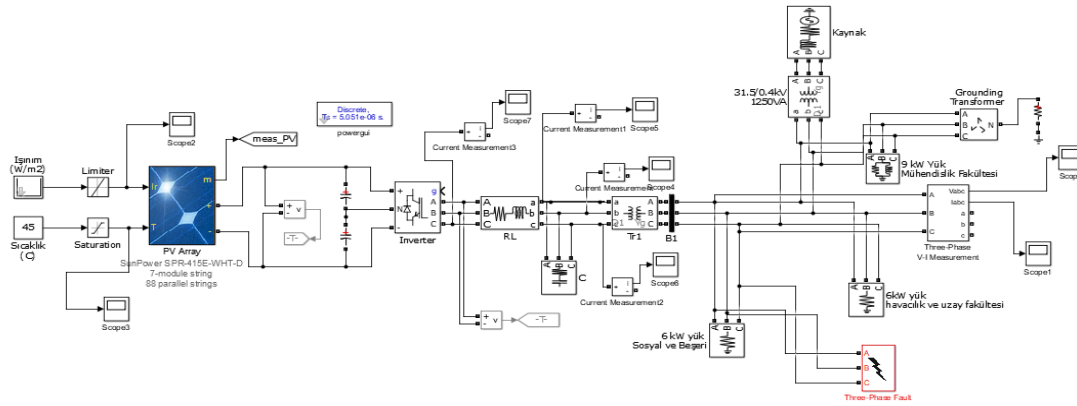 Kaynak
A B C
31.5/0.4kV
1250VA
Grounding
Transformer
A
B
C
N
9 kW Yük
Mühendislik Fakültesi
Scope2
meas_PV
Discrete,
Ts = 5.051e-06 s.
powergui
Scope7
Current Measurement3
Current Measurement1
Scope5
Scope4
Işınım
(W/m2)
Limiter
45
Sıcaklık
( C)
Saturation
Ir
T
m
+
-
PV Array
SunPower SPR-415E-WHT-D
7-module string
88 parallel strings
Scope3
+
-
v
-T-
+
N
-
g
A
B
C
Inverter
A
B
C
a
b
c
RL
a
b
c
A
B
C
Tr1
B1
A B C
C
Current Measurement2
Scope6
+
-
v
-T-
A
B
C
Vabc
Iabc
a
b
c
Three-Phase
V-I Measurement
Scope1
A B C
6kW yük
havacılık ve uzay fakültesi
A B C
6 kW yük
Sosyal ve Beşeri
A
B
C
Three-Phase Fault